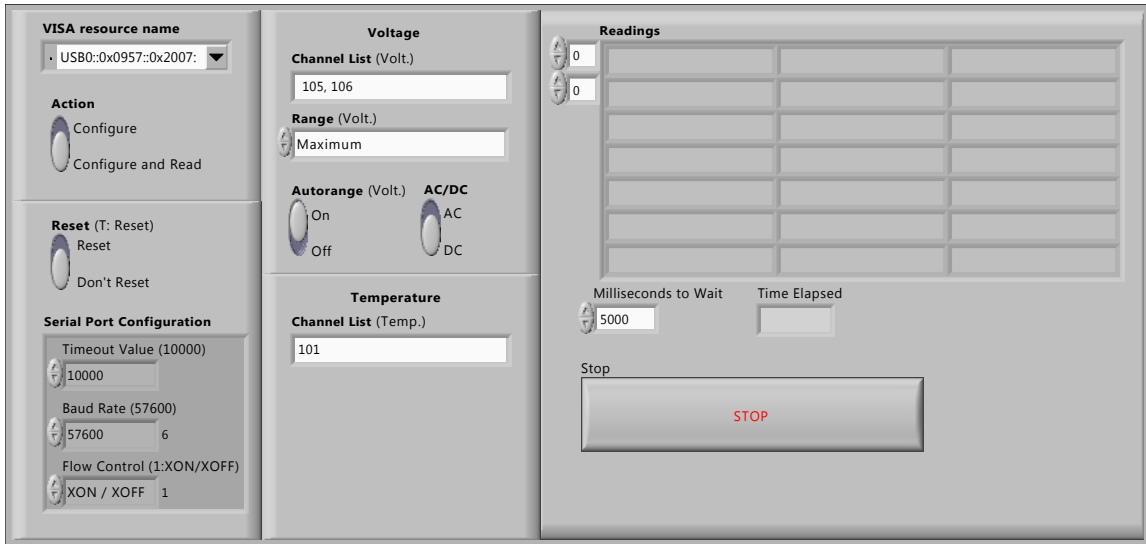 VISA resource name
USB0::0x0957::0x2007:
Action
Configure
Configure and Read
Reset (T: Reset)
Reset
Don't Reset
Serial Port Configuration
Timeout Value (10000)
10000
Baud Rate (57600)
57600 6
Flow Control (1:XON/XOFF)
XON / XOFF 1
Voltage
Channel List (Volt.)
105, 106
Range (Volt.)
Maximum
Autorange (Volt.) AC/DC
On AC
Off DC
Temperature
Channel List (Temp.)
101
Readings
0
0
Milliseconds to Wait Time Elapsed
5000
Stop
STOP